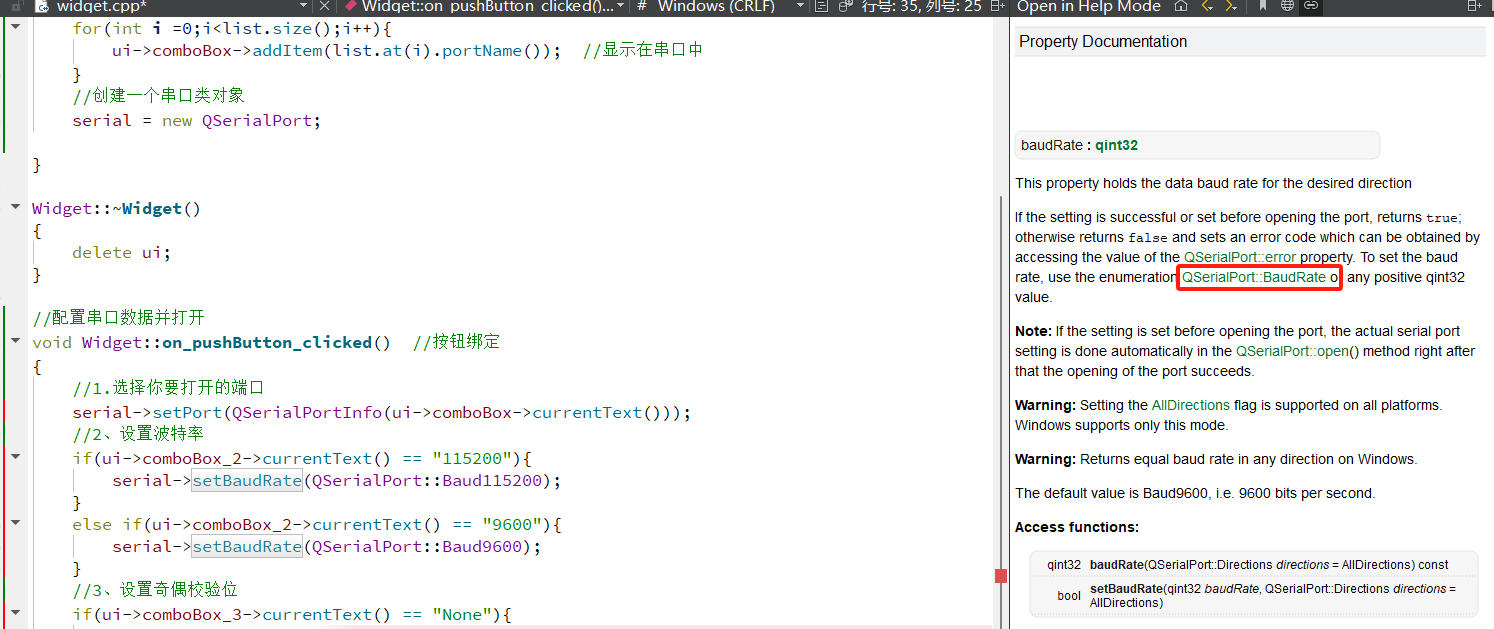 widget.cpp*
Widget::on_pushButton_clicked()...
# Windows (CRLF)
行号: 35, 列号: 25
Open in Help Mode
for(int i =0;i<list.size();i++){
ui->comboBox->addItem(list.at(i).portName()); //显示在串口中
}
//创建一个串口类对象
serial = new QSerialPort;
}
Widget::~Widget()
{
delete ui;
}
//配置串口数据并打开
void Widget::on_pushButton_clicked() //按钮绑定
{
//1.选择你要打开的端口
serial->setPort(QSerialPortInfo(ui->comboBox->currentText()));
//2、设置波特率
if(ui->comboBox_2->currentText() == "115200"){
serial->setBaudRate(QSerialPort::Baud115200);
}
else if(ui->comboBox_2->currentText() == "9600"){
serial->setBaudRate(QSerialPort::Baud9600);
}
//3、设置奇偶校验位
if(ui->comboBox_3->currentText() == "None"){
Property Documentation
baudRate : qint32
This property holds the data baud rate for the desired direction
If the setting is successful or set before opening the port, returns true;
otherwise returns false and sets an error code which can be obtained by
accessing the value of the QSerialPort::error property. To set the baud
rate, use the enumeration QSerialPort::BaudRate o any positive qint32
value.
Note: If the setting is set before opening the port, the actual serial port
setting is done automatically in the QSerialPort::open() method right after
that the opening of the port succeeds.
Warning: Setting the AllDirections flag is supported on all platforms.
Windows supports only this mode.
Warning: Returns equal baud rate in any direction on Windows.
The default value is Baud9600, i.e. 9600 bits per second.
Access functions:
qint32 baudRate(QSerialPort::Directions directions = AllDirections) const
bool setBaudRate(qint32 baudRate, QSerialPort::Directions directions =
AllDirections)